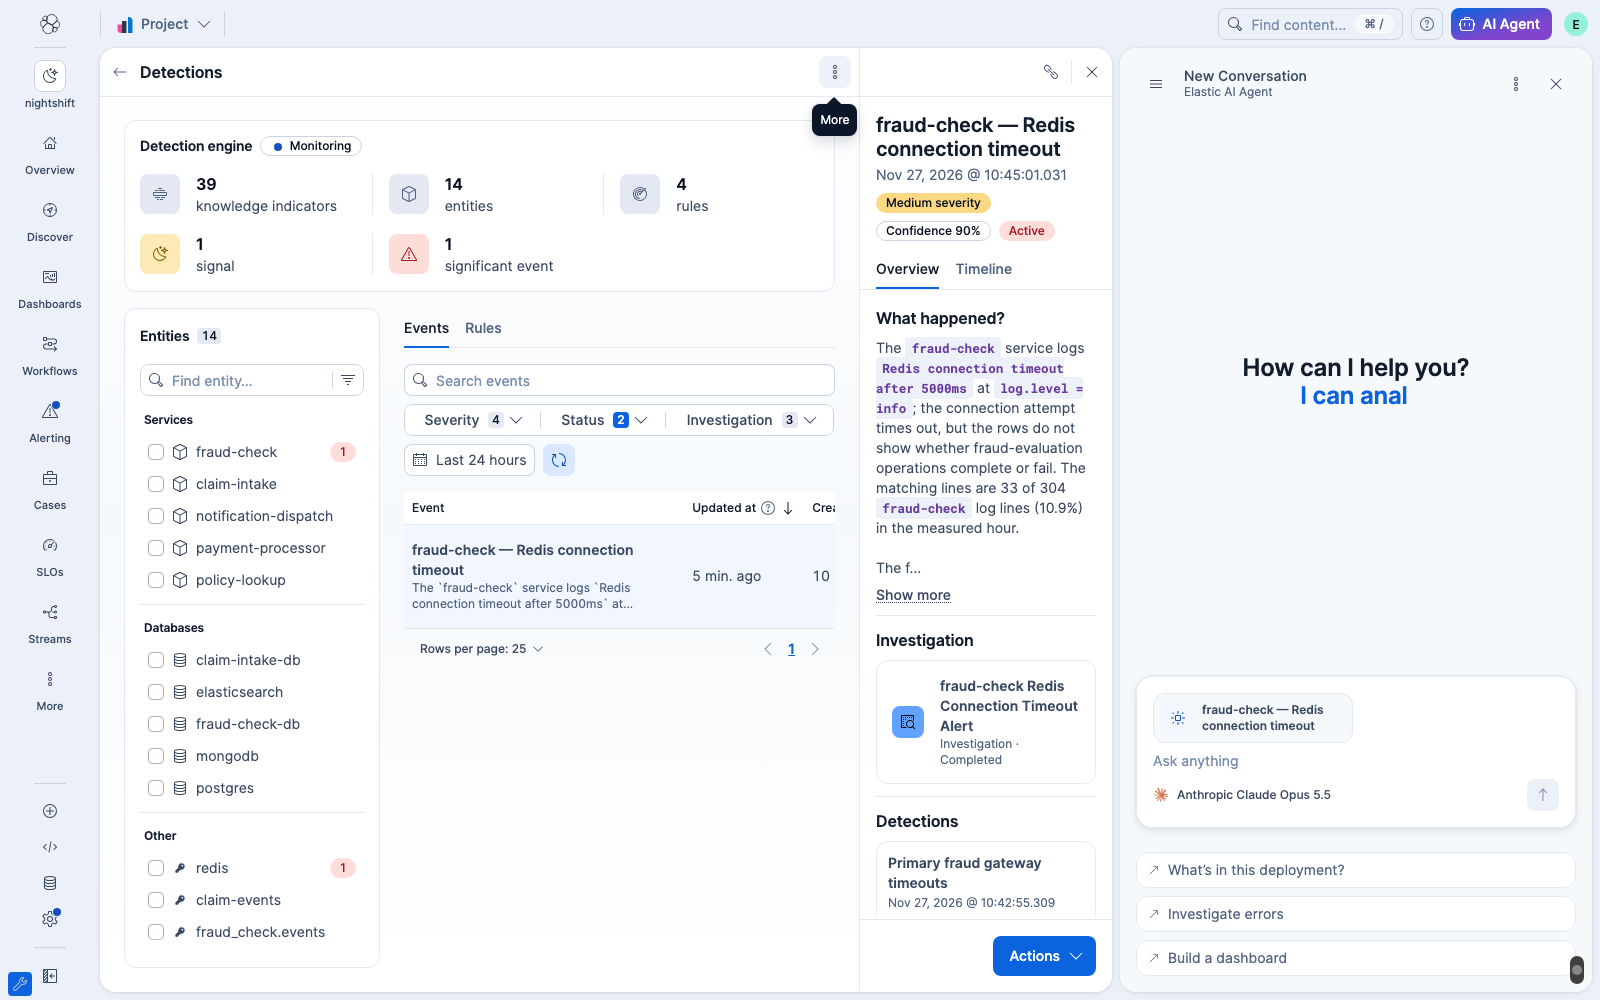 Project
Find content...
⌘ /
AI Agent
E
nightshift
Overview
Discover
Dashboards
Workflows
Alerting
Cases
SLOs
Streams
More
Detections
More
Detection engine
Monitoring
39
knowledge indicators
14
entities
4
rules
1
signal
1
significant event
Entities 14
Find entity...
Services
fraud-check 1
claim-intake
notification-dispatch
payment-processor
policy-lookup
Databases
claim-intake-db
elasticsearch
fraud-check-db
mongodb
postgres
Other
redis 1
claim-events
fraud_check.events
Events Rules
Search events
Severity 4 Status 2 Investigation 3
Last 24 hours
Event Updated at Crea
fraud-check — Redis connection
timeout
The `fraud-check` service logs `Redis
connection timeout after 5000ms` at...
5 min. ago
10
Rows per page: 25
1
fraud-check — Redis
connection timeout
Nov 27, 2026 @ 10:45:01.031
Medium severity
Confidence 90% Active
Overview Timeline
What happened?
The fraud-check service logs
Redis connection timeout
after 5000ms at log.level =
info ; the connection attempt
times out, but the rows do not
show whether fraud-evaluation
operations complete or fail. The
matching lines are 33 of 304
fraud-check log lines (10.9%)
in the measured hour.
The f...
Show more
Investigation
fraud-check Redis
Connection Timeout
Alert
Investigation ·
Completed
Detections
Primary fraud gateway
timeouts
Nov 27, 2026 @ 10:42:55.309
Actions
New Conversation
Elastic AI Agent
How can I help you?
I can anal
fraud-check — Redis
connection timeout
Ask anything
Anthropic Claude Opus 5.5
What's in this deployment?
Investigate errors
Build a dashboard